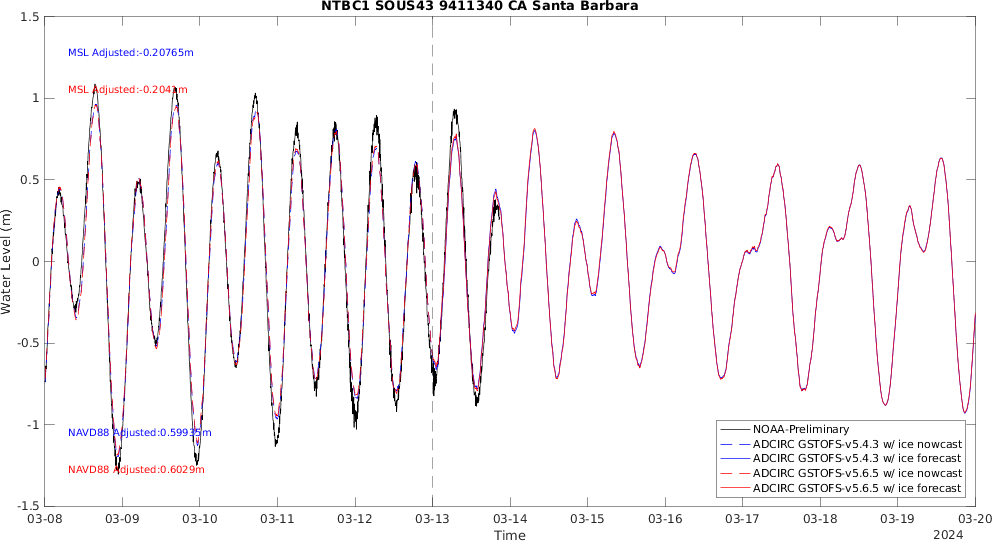 NTBC1 SOUS43 9411340 CA Santa Barbara
1.5
1
0.5
0
-0.5
-1
-1.5
Water Level (m)
MSL Adjusted:-0.20765m
MSL Adjusted:-0.2041m
NAVD88 Adjusted:0.59935m
NAVD88 Adjusted:0.6029m
NOAA-Preliminary
ADCIRC GSTOFS-v5.4.3 w/ ice nowcast
ADCIRC GSTOFS-v5.4.3 w/ ice forecast
ADCIRC GSTOFS-v5.6.5 w/ ice nowcast
ADCIRC GSTOFS-v5.6.5 w/ ice forecast
03-08 03-09 03-10 03-11 03-12 03-13 03-14 03-15 03-16 03-17 03-18 03-19 03-20
Time
2024